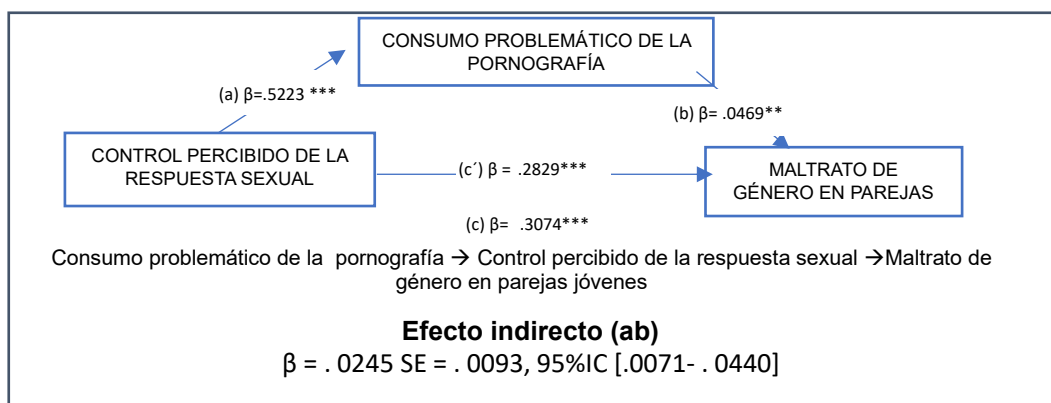 CONSUMO PROBLEMÁTICO DE LA
PORNOGRAFÍA
(a) β=.5223 ***
(b) β= .0469**
CONTROL PERCIBIDO DE LA
RESPUESTA SEXUAL
(c´) β = .2829***
MALTRATO DE
GÉNERO EN PAREJAS
(c) β= .3074***
Consumo problemático de la pornografía → Control percibido de la respuesta sexual →Maltrato de
género en parejas jóvenes
Efecto indirecto (ab)
β = . 0245 SE = . 0093, 95%IC [.0071- . 0440]